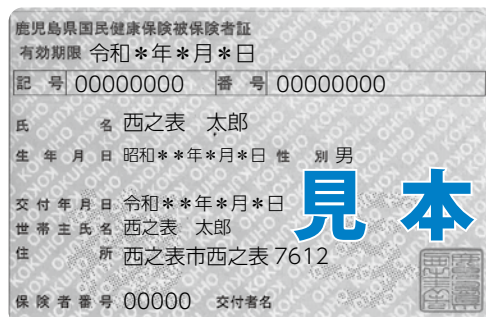 鹿児島県国民健康保険被保険者証
有効期限 令和＊年＊月＊日
記 号 00000000 番 号 00000000
氏 名 西之表 太郎
生年月日 昭和＊＊年＊月＊日 性 別 男
交付年月日 令和＊＊年＊月＊日
世帯主氏名 西之表 太郎
住 所 西之表市西之表 7612
保険者番号 00000 交付者名
見本